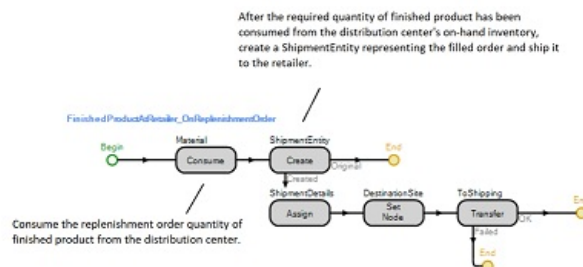 After the required quantity of finished product has been
consumed from the distribution center's on-hand inventory,
create a ShipmentEntity representing the filled order and ship it
to the retailer.
FinishedProductAtRetailer_OnReplenishmentOrder
Begin
Material
Consume
ShipmentEntity
Create
Original
End
Created
ShipmentDetails
Assign
DestinationSite
Set
Node
ToShipping
Transfer
OK
Failed
End
Consume the replenishment order quantity of
finished product from the distribution center.